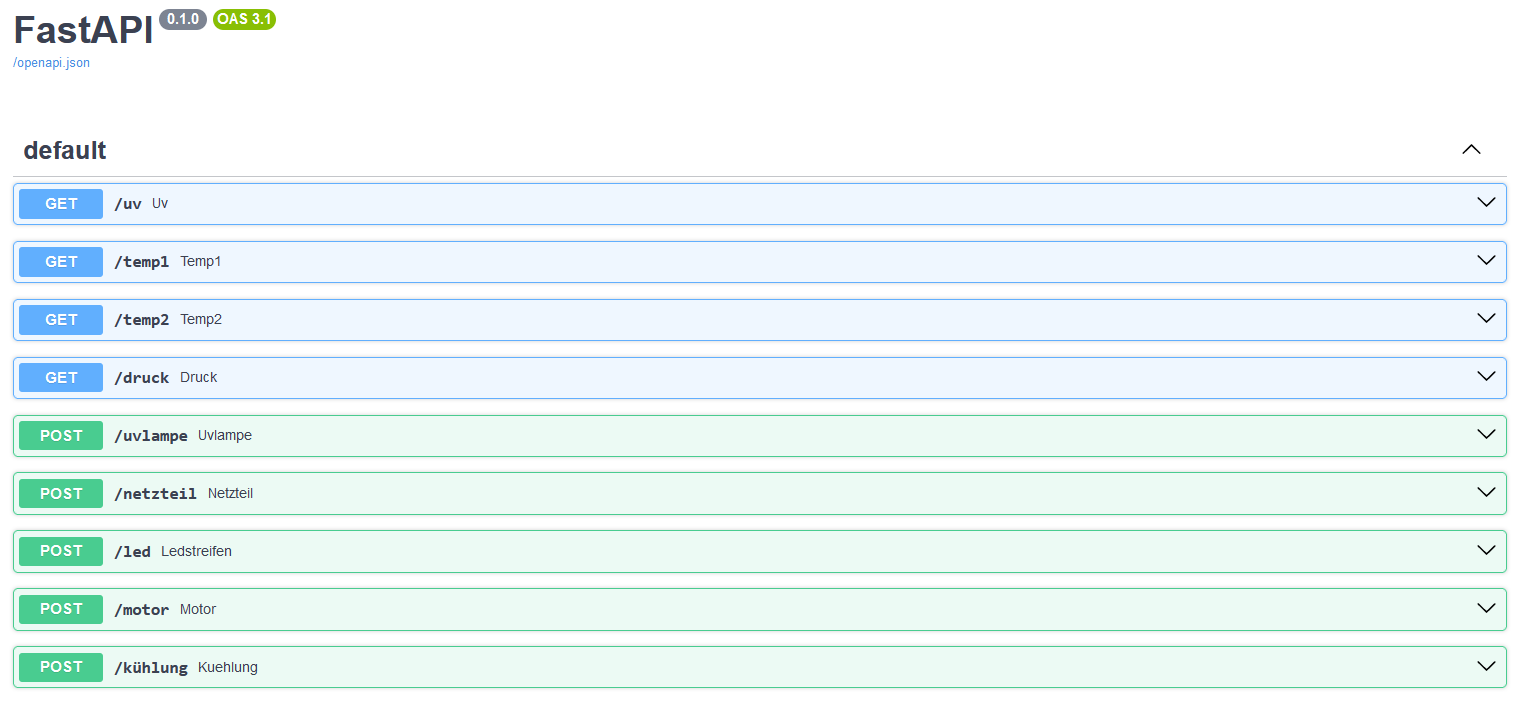 FastAPI 0.1.0 OAS 3.1
/openapi.json
default
GET /uv Uv
GET /temp1 Temp1
GET /temp2 Temp2
GET /druck Druck
POST /uvlampe Uvlampe
POST /netzteil Netzteil
POST /led Ledstreifen
POST /motor Motor
POST /kühlung Kuehlung